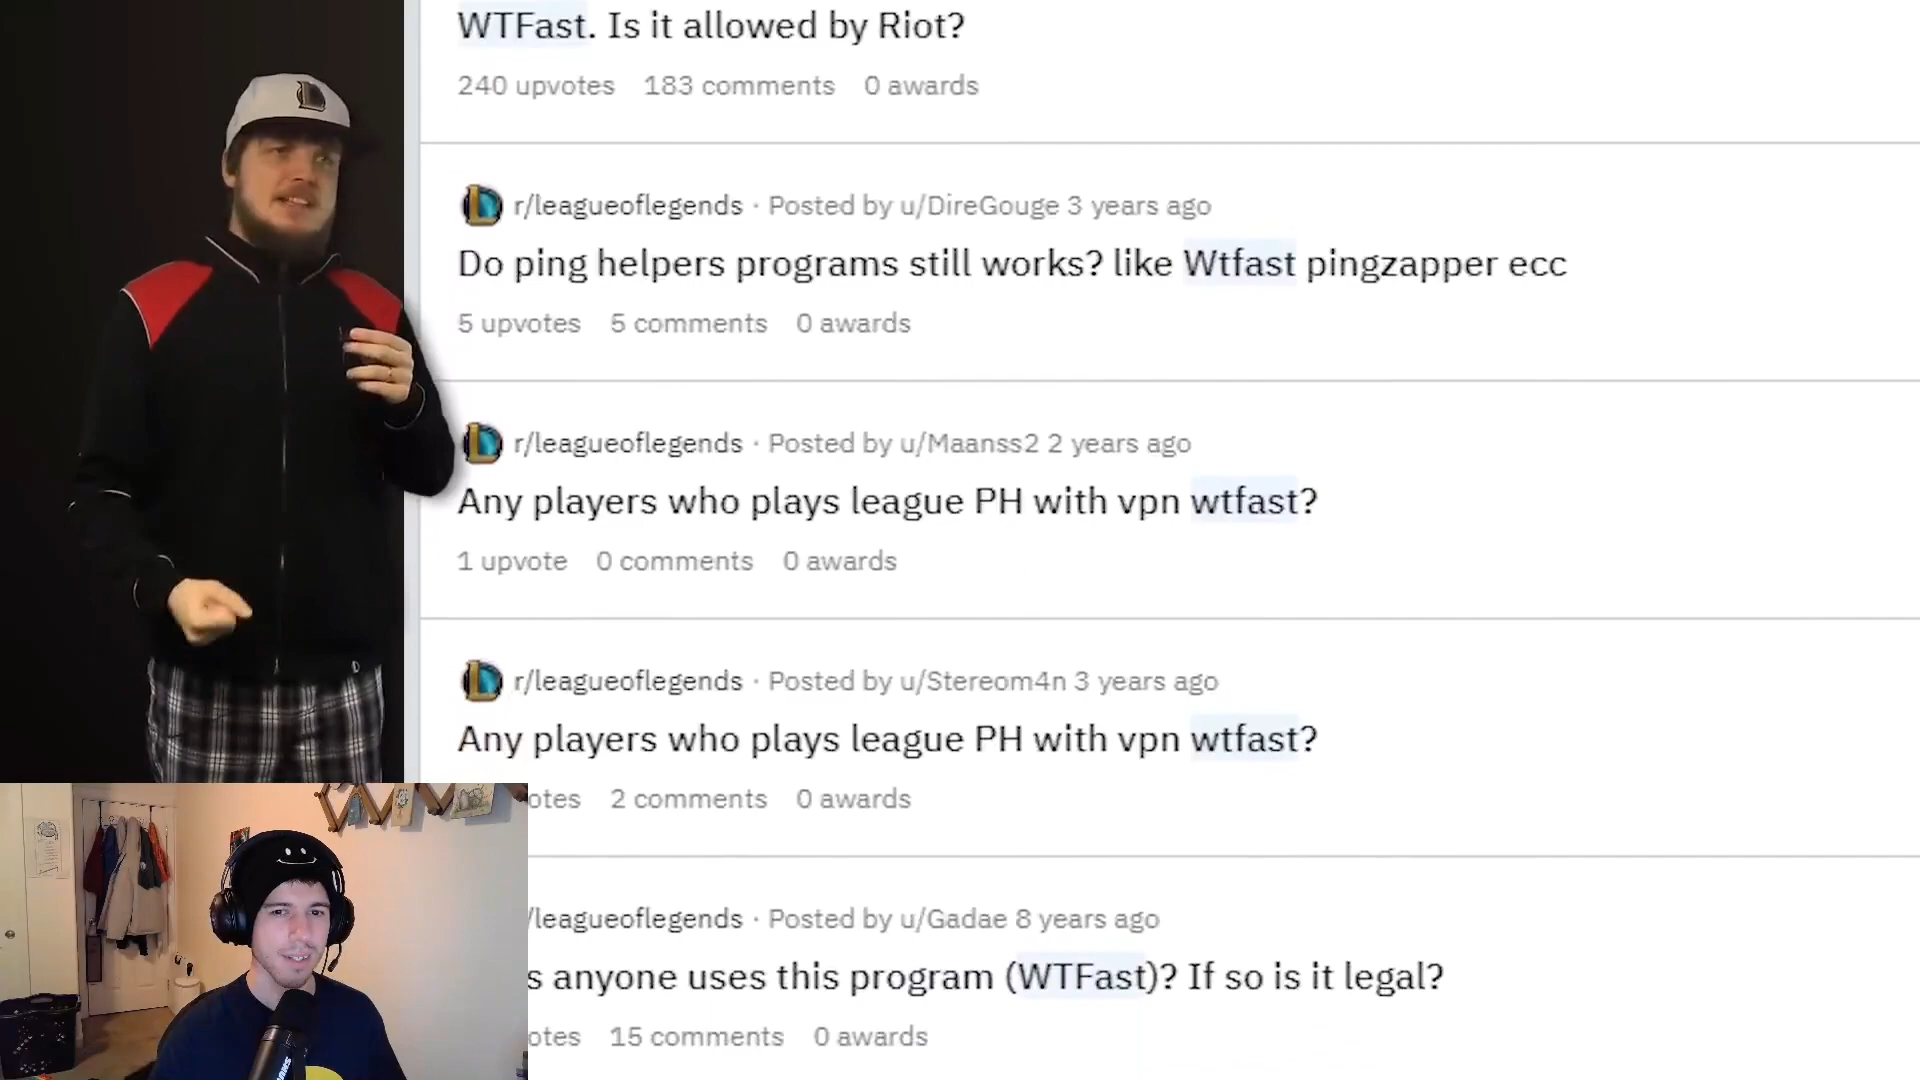 WTFast. Is it allowed by Riot?
240 upvotes 183 comments 0 awards
r/leagueoflegends · Posted by u/DireGouge 3 years ago
Do ping helpers programs still works? like Wtfast pingzapper ecc
5 upvotes 5 comments 0 awards
r/leagueoflegends · Posted by u/Maanss2 2 years ago
Any players who plays league PH with vpn wtfast?
1 upvote 0 comments 0 awards
r/leagueoflegends · Posted by u/Stereom4n 3 years ago
Any players who plays league PH with vpn wtfast?
otes 2 comments 0 awards
/leagueoflegends · Posted by u/Gadae 8 years ago
s anyone uses this program (WTFast)? If so is it legal?
otes 15 comments 0 awards